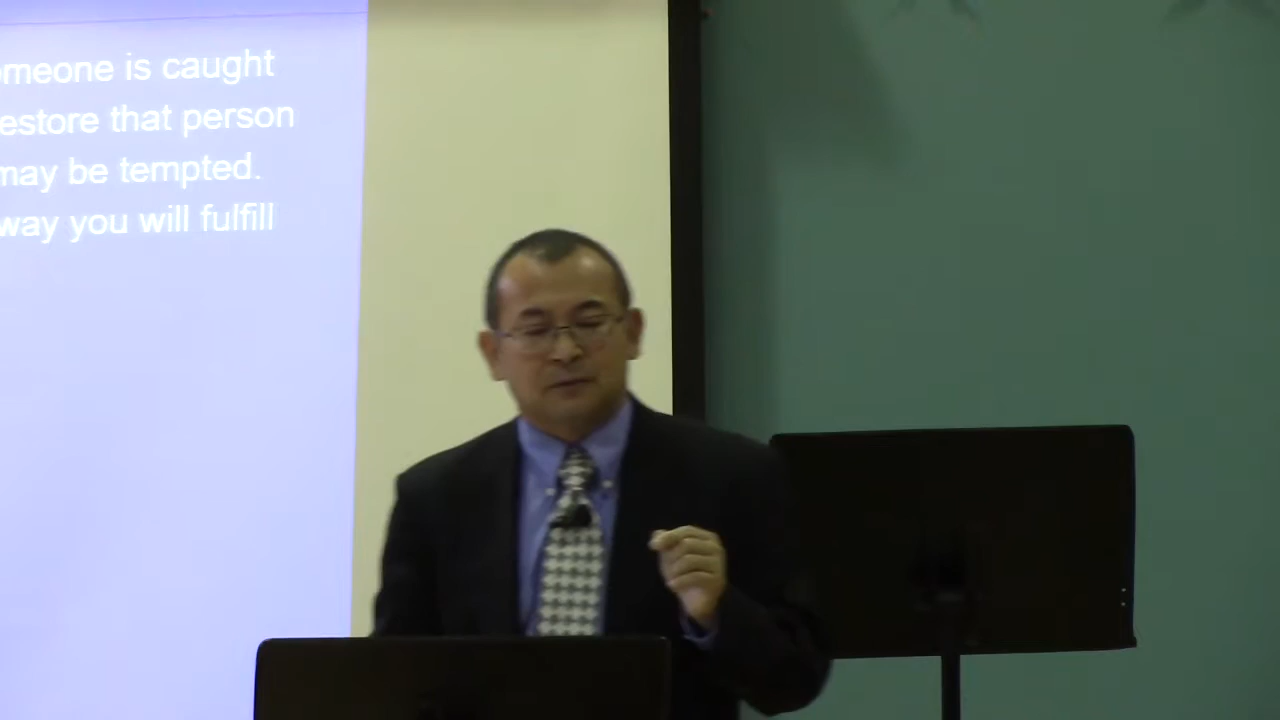 omeone is caught
estore that person
may be tempted.
way you will fulfill